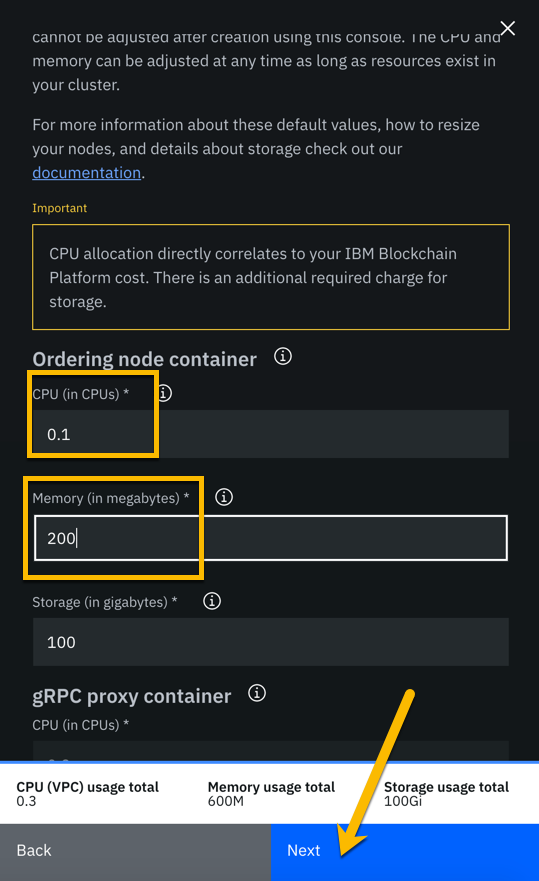 cannot be adjusted after creation using this console. The CPU and
memory can be adjusted at any time as long as resources exist in
your cluster.
For more information about these default values, how to resize
your nodes, and details about storage check out our
documentation.
Important
CPU allocation directly correlates to your IBM Blockchain
Platform cost. There is an additional required charge for
storage.
Ordering node container
CPU (in CPUs) *
0.1
Memory (in megabytes) *
200
Storage (in gigabytes) *
100
gRPC proxy container
CPU (in CPUs) *
CPU (VPC) usage total
0.3
Memory usage total
600M
Storage usage total
100Gi
Back
Next